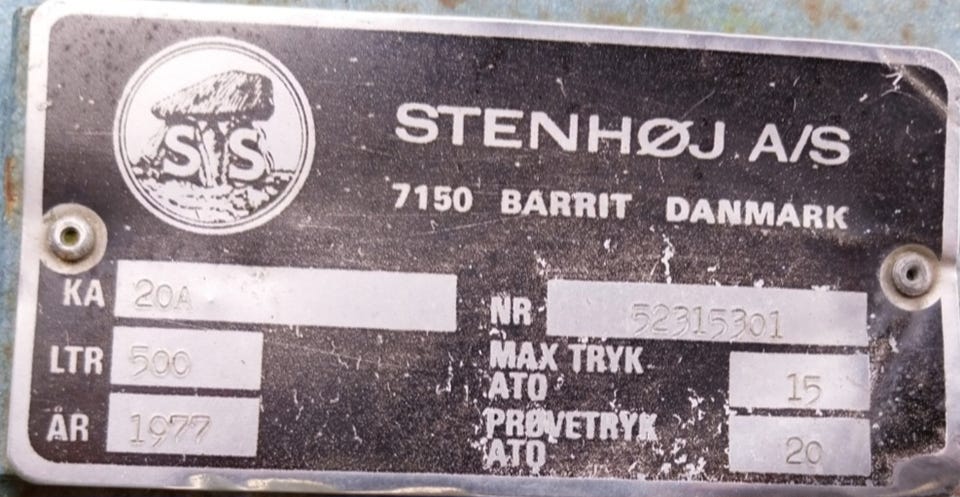 SS
STENHØJ A/S
7150 BARRIT DANMARK
KA 20A
LTR 500
ÅR 1977
NR 52315301
MAX TRYK
ATO 15
PRØVETRYK
ATO 20